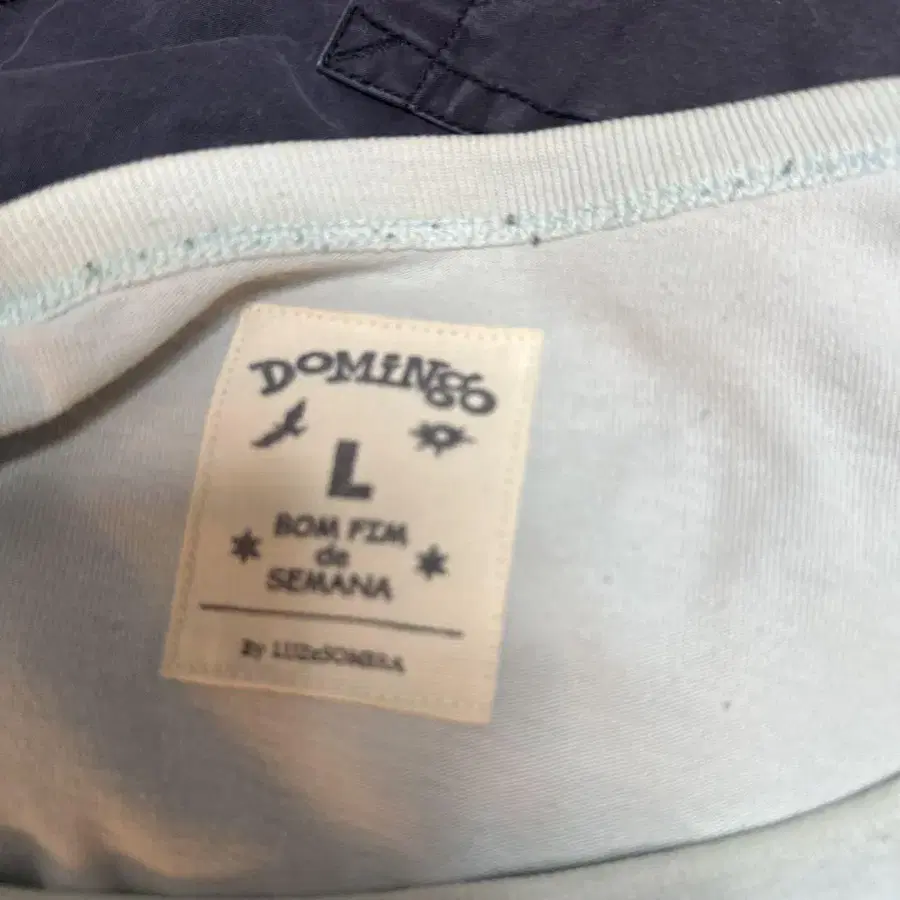 DOMiNGO
L
BOM FIM
de
SEMANA
By LUZeSOMBRA